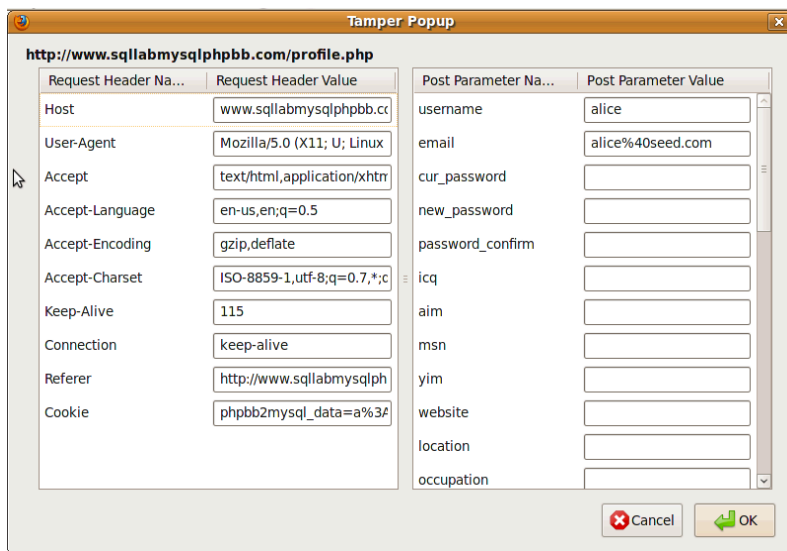 Tamper Popup
http://www.sqllabmysqlphpbb.com/profile.php
Request Header Na... Request Header Value
Host www.sqllabmysqlphpbb.cc
User-Agent Mozilla/5.0 (X11; U; Linux
Accept text/html,application/xhtm
Accept-Language en-us,en;q=0.5
Accept-Encoding gzip,deflate
Accept-Charset ISO-8859-1,utf-8;q=0.7,*;c
Keep-Alive 115
Connection keep-alive
Referer http://www.sqllabmysqlph
Cookie phpbb2mysql_data=a%3A
Post Parameter Na... Post Parameter Value
username alice
email alice%40seed.com
cur_password
new_password
password_confirm
icq
aim
msn
yim
website
location
occupation
Cancel OK